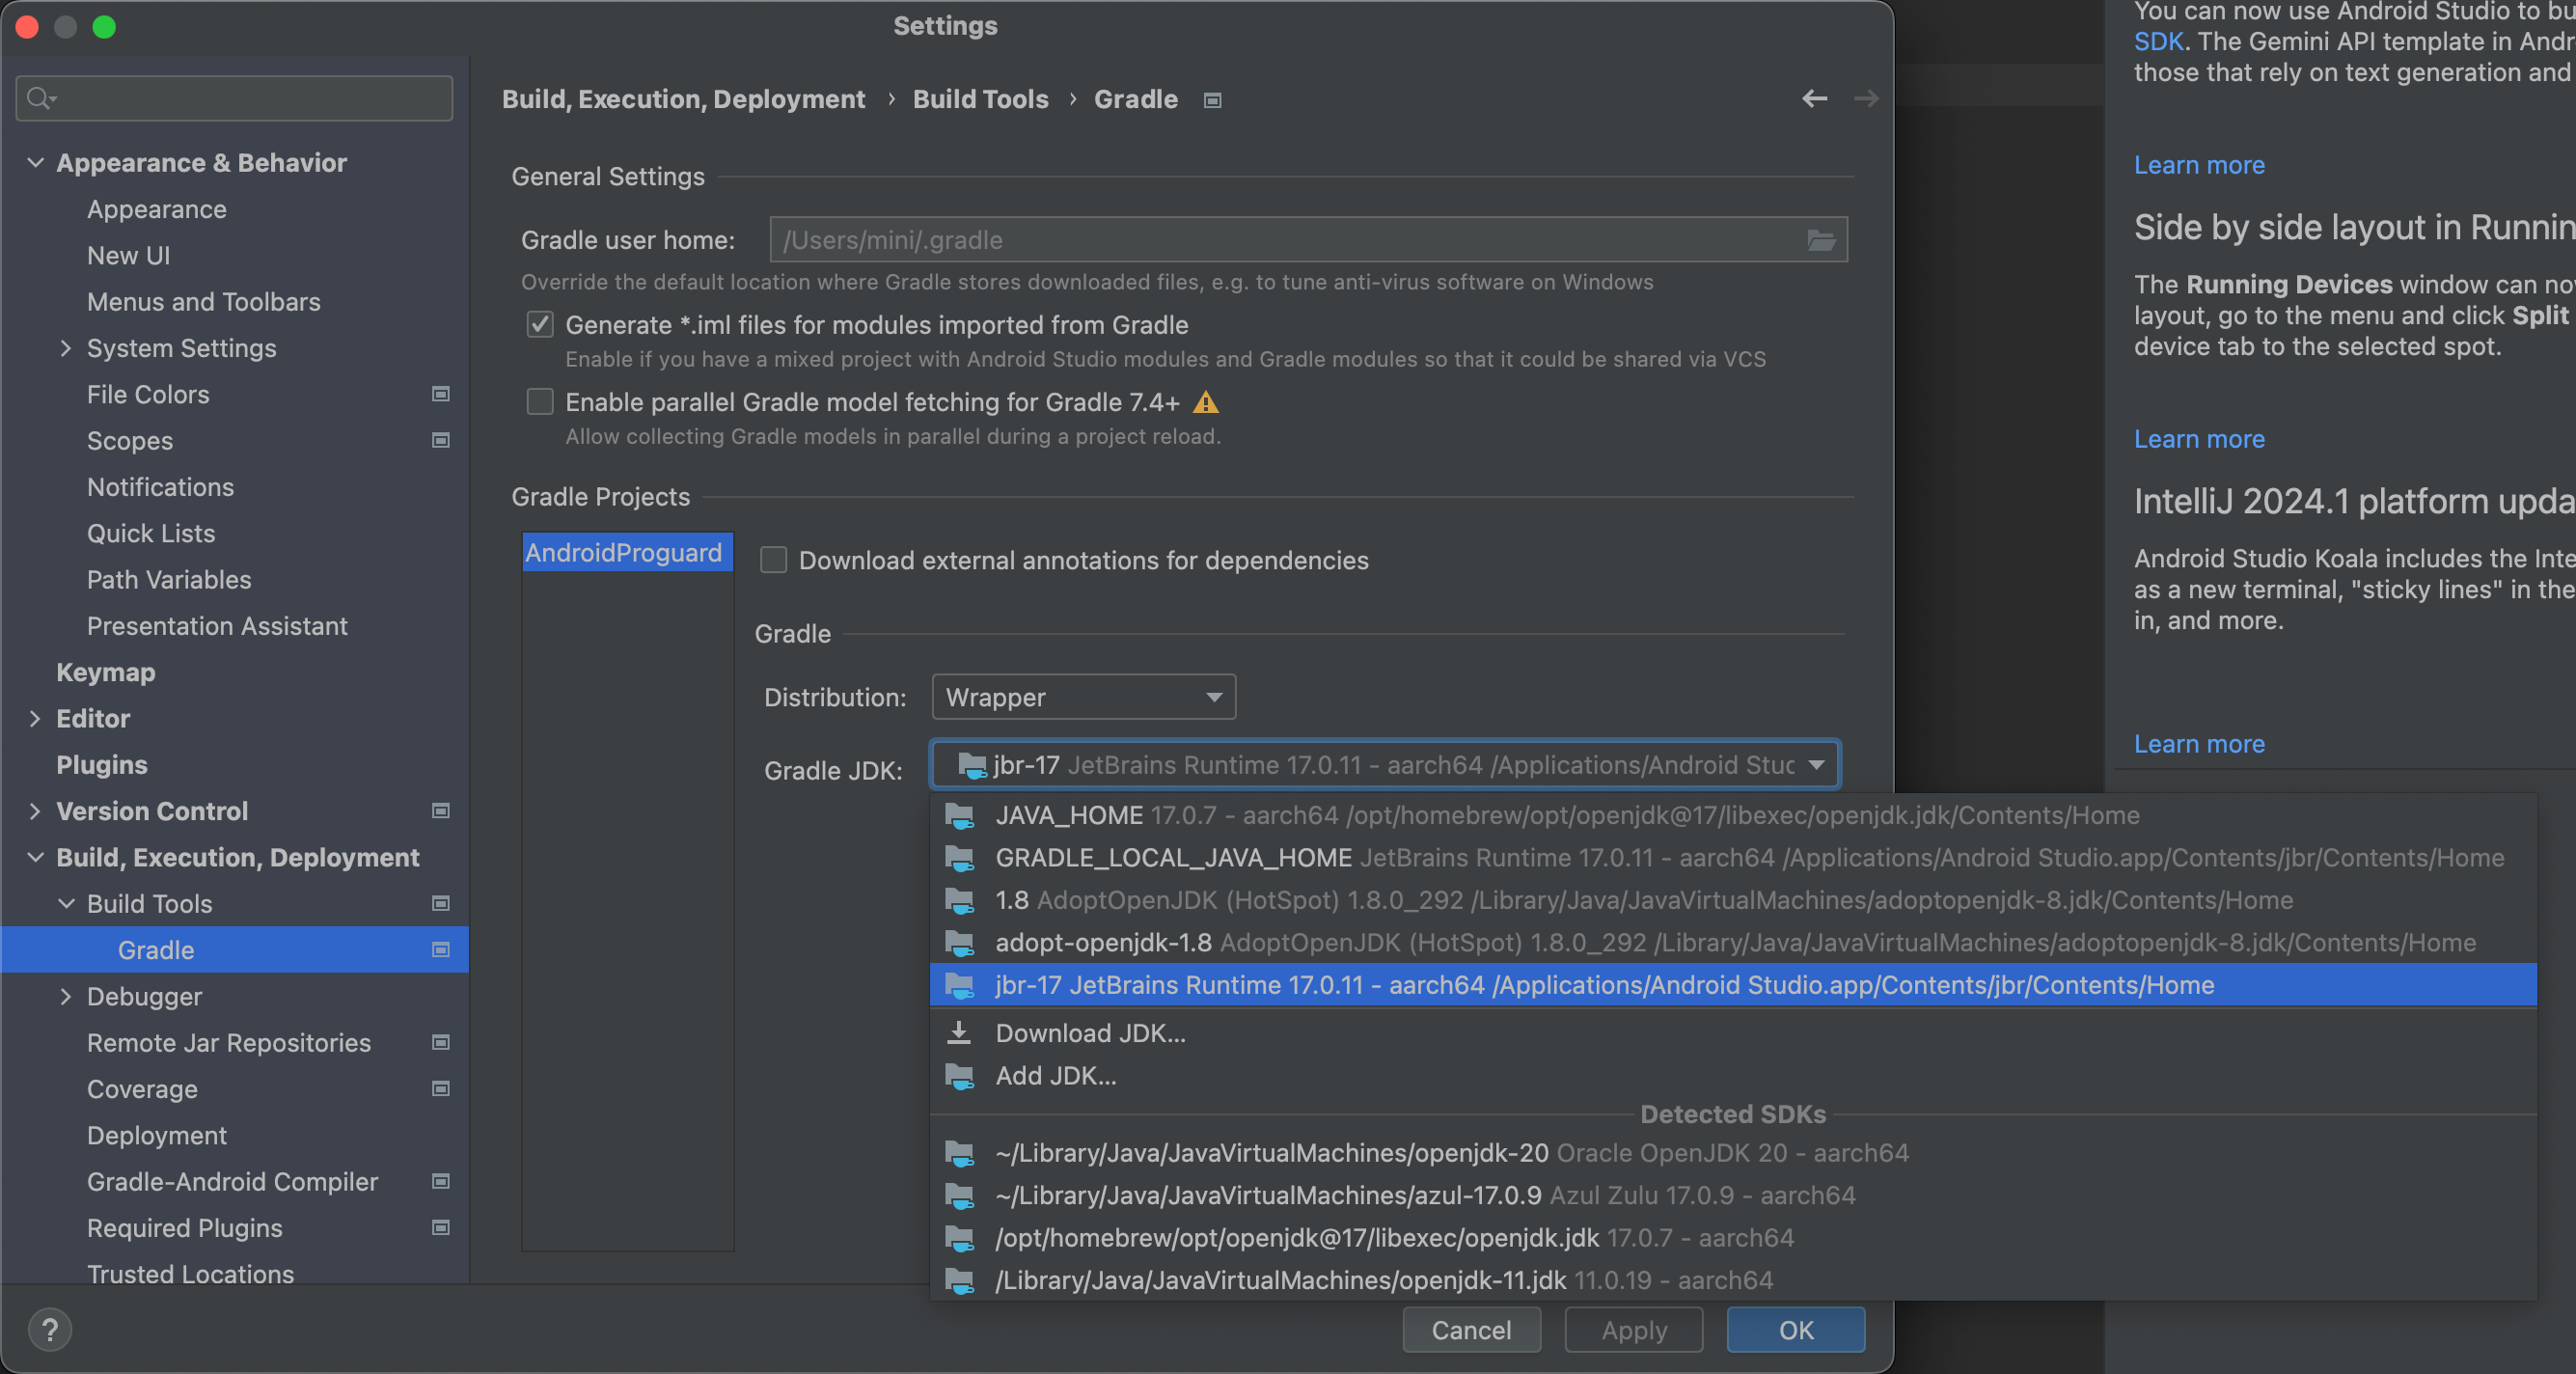 Settings
Appearance & Behavior
Appearance
New UI
Menus and Toolbars
System Settings
File Colors
Scopes
Notifications
Quick Lists
Path Variables
Presentation Assistant
Keymap
Editor
Plugins
Version Control
Build, Execution, Deployment
Build Tools
Gradle
Debugger
Remote Jar Repositories
Coverage
Deployment
Gradle-Android Compiler
Required Plugins
Trusted Locations
?
Build, Execution, Deployment › Build Tools › Gradle
General Settings
Gradle user home: /Users/mini/.gradle
Override the default location where Gradle stores downloaded files, e.g. to tune anti-virus software on Windows
Generate *.iml files for modules imported from Gradle
Enable if you have a mixed project with Android Studio modules and Gradle modules so that it could be shared via VCS
Enable parallel Gradle model fetching for Gradle 7.4+
Allow collecting Gradle models in parallel during a project reload.
Gradle Projects
AndroidProguard
Download external annotations for dependencies
Gradle
Distribution: Wrapper
Gradle JDK: jbr-17 JetBrains Runtime 17.0.11 - aarch64 /Applications/Android Stuc
JAVA_HOME 17.0.7 - aarch64 /opt/homebrew/opt/openjdk@17/libexec/openjdk.jdk/Contents/Home
GRADLE_LOCAL_JAVA_HOME JetBrains Runtime 17.0.11 - aarch64 /Applications/Android Studio.app/Contents/jbr/Contents/Home
1.8 AdoptOpenJDK (HotSpot) 1.8.0_292 /Library/Java/JavaVirtualMachines/adoptopenjdk-8.jdk/Contents/Home
adopt-openjdk-1.8 AdoptOpenJDK (HotSpot) 1.8.0_292 /Library/Java/JavaVirtualMachines/adoptopenjdk-8.jdk/Contents/Home
jbr-17 JetBrains Runtime 17.0.11 - aarch64 /Applications/Android Studio.app/Contents/jbr/Contents/Home
Download JDK...
Add JDK...
Detected SDKs
~/Library/Java/JavaVirtualMachines/openjdk-20 Oracle OpenJDK 20 - aarch64
~/Library/Java/JavaVirtualMachines/azul-17.0.9 Azul Zulu 17.0.9 - aarch64
/opt/homebrew/opt/openjdk@17/libexec/openjdk.jdk 17.0.7 - aarch64
/Library/Java/JavaVirtualMachines/openjdk-11.jdk 11.0.19 - aarch64
Cancel
Apply
OK
You can now use Android Studio to bu
SDK. The Gemini API template in Andr
those that rely on text generation and
Learn more
Side by side layout in Runnin
The Running Devices window can nov
layout, go to the menu and click Split
device tab to the selected spot.
Learn more
IntelliJ 2024.1 platform upda
Android Studio Koala includes the Inte
as a new terminal, "sticky lines" in the
in, and more.
Learn more